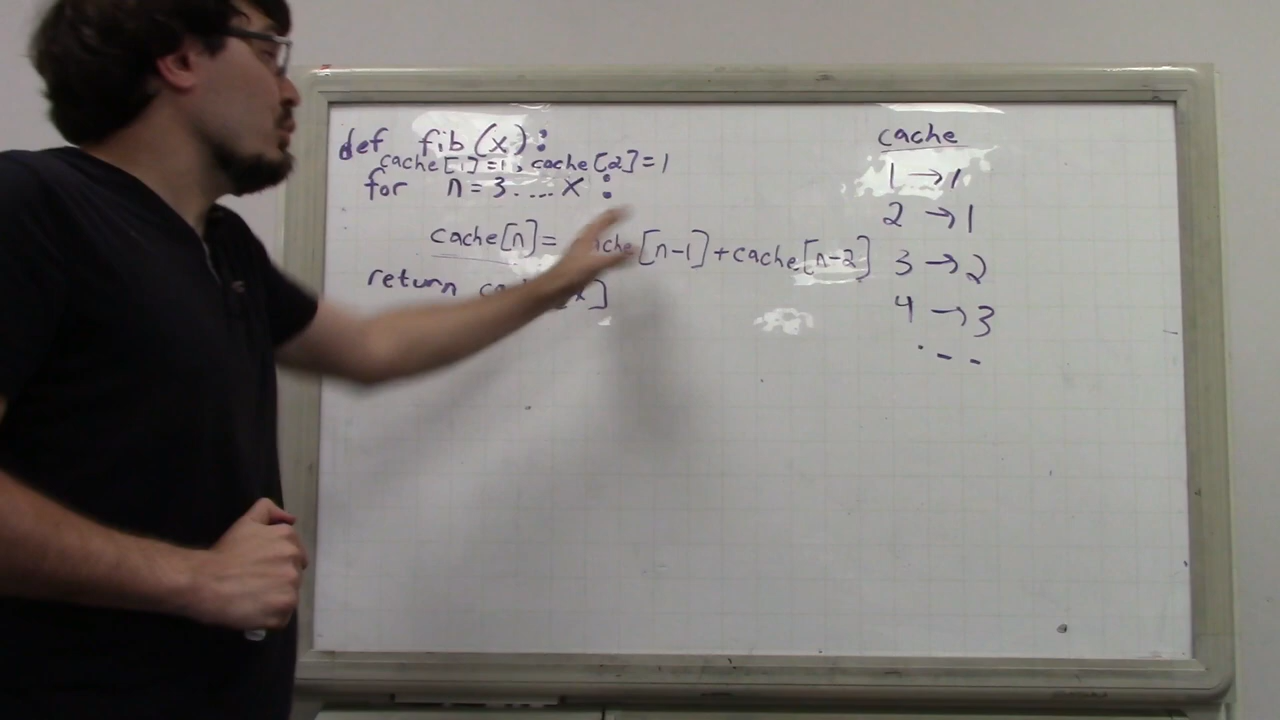 def fib(x):
cache[1]=1, cache[2]=1
for n=3....x:
cache[n]= cache[n-1]+cache[n-2]
return x]
cache
1→1
2→1
3→2
4→3
...